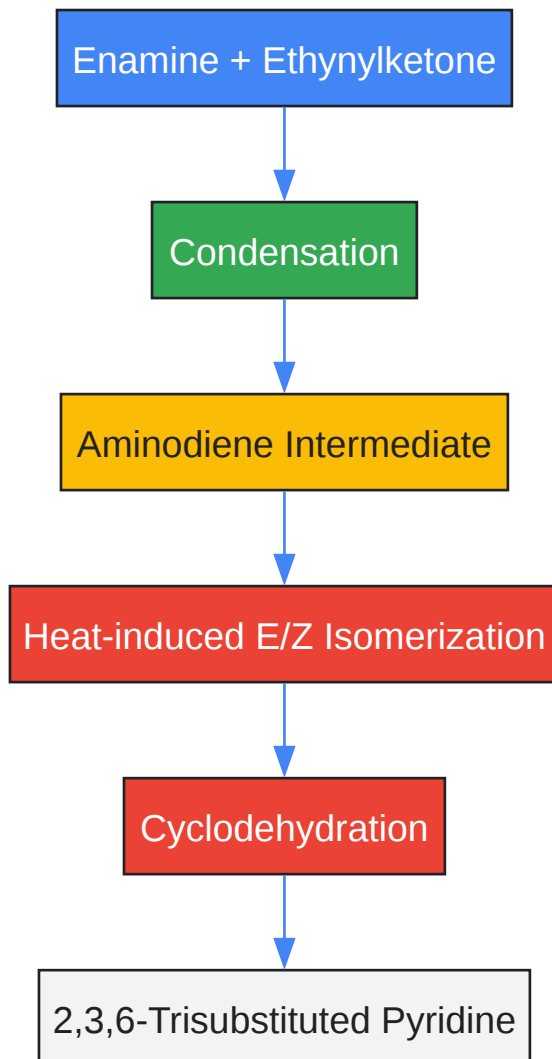 Enamine + Ethynylketone
Condensation
Aminodiene Intermediate
Heat-induced E/Z Isomerization
Cyclodehydration
2,3,6-Trisubstituted Pyridine